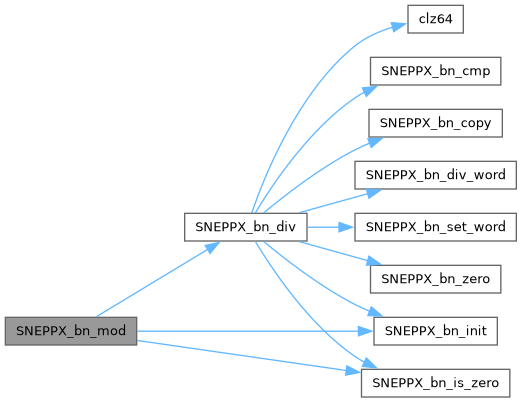 clz64
SNEPPX_bn_cmp
SNEPPX_bn_copy
SNEPPX_bn_div_word
SNEPPX_bn_div
SNEPPX_bn_set_word
SNEPPX_bn_zero
SNEPPX_bn_mod
SNEPPX_bn_init
SNEPPX_bn_is_zero